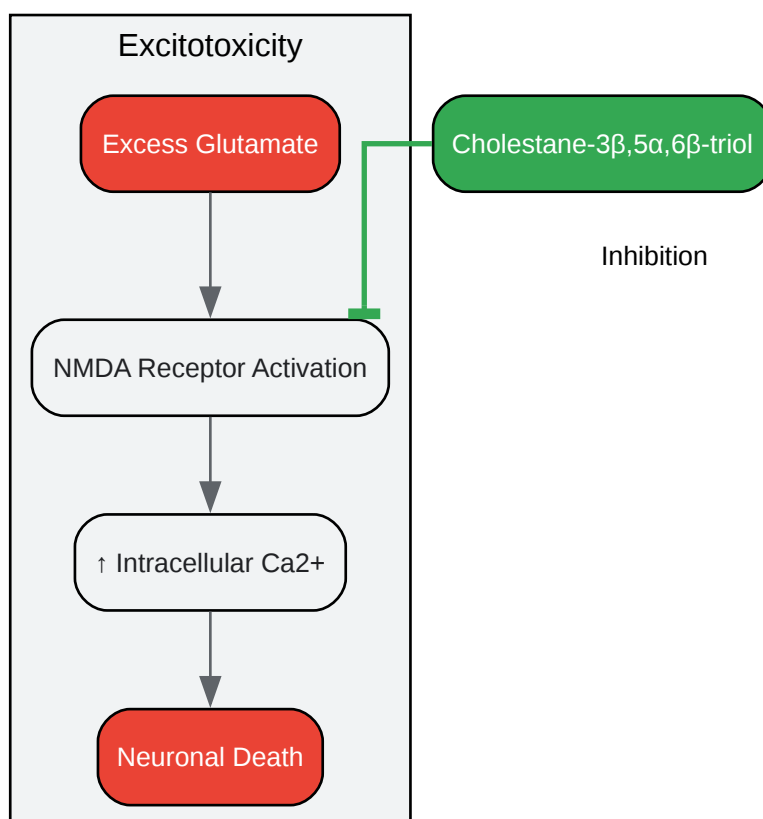 Excitotoxicity
Excess Glutamate
Cholestane-3β,5α,6β-triol
Inhibition
NMDA Receptor Activation
↑ Intracellular Ca2+
Neuronal Death